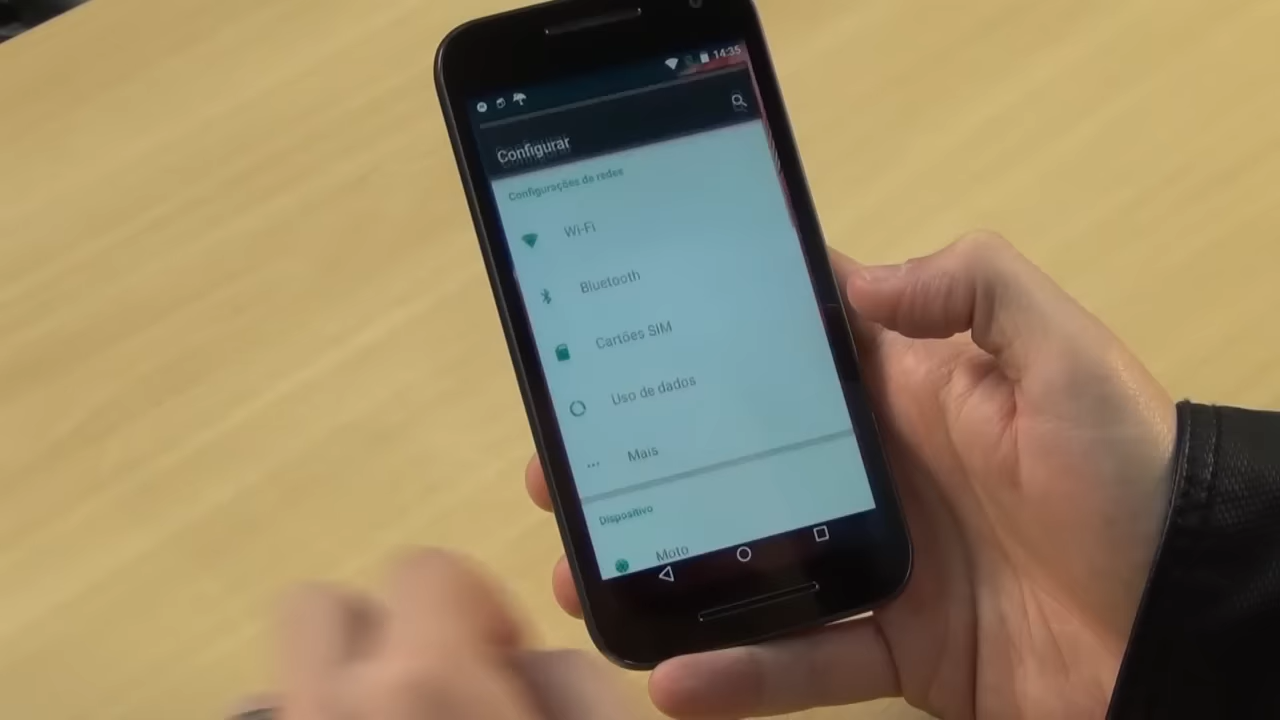 14:35
Configurar
Configurações de redes
Wi-Fi
Bluetooth
Cartões SIM
Uso de dados
Mais
Dispositivo
Moto